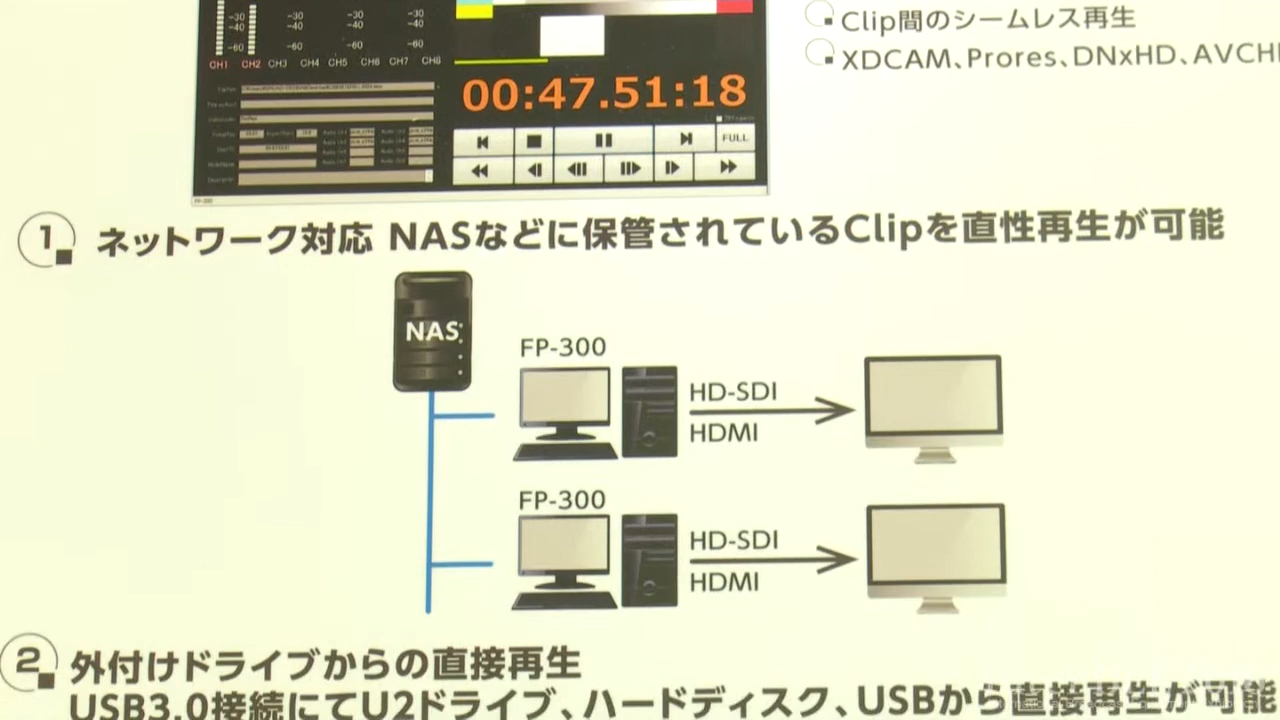 -30
-40
-60
-30
-40
-60
-30
-40
-60
-30
-40
-60
CH1 CH2 CH3 CH4 CH5 CH6 CH7 CH8
00:47.51:18
FULL
FP-300
Clip間のシームレス再生
XDCAM、Prores、DNxHD、AVCH
1 ネットワーク対応 NASなどに保管されているClipを直性再生が可能
NAS
FP-300
HD-SDI
HDMI
FP-300
HD-SDI
HDMI
2 外付けドライブからの直接再生
USB3.0接続にてU2ドライブ、ハードディスク、USBから直接再生が可能